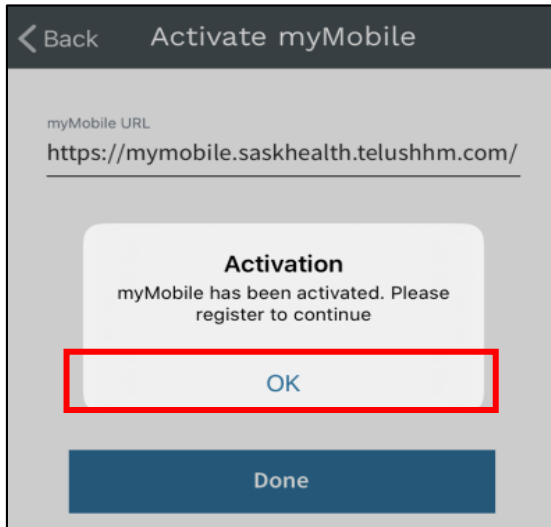 Back Activate myMobile
myMobile URL
https://mymobile.saskhealth.telushhm.com/
Activation
myMobile has been activated. Please
register to continue
OK
Done